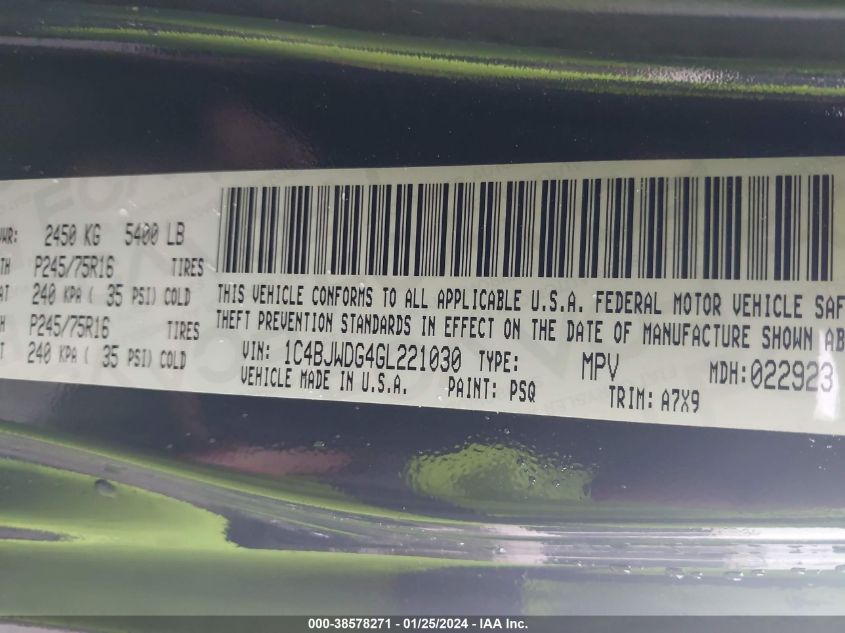 2450 KG 5400 LB
P245/75R16 TIRES
240 KPA ( 35 PSI) COLD
P245/75R16 TIRES
240 KPA ( 35 PSI) COLD
THIS VEHICLE CONFORMS TO ALL APPLICABLE U.S.A. FEDERAL MOTOR VEHICLE SAF
THEFT PREVENTION STANDARDS IN EFFECT ON THE DATE OF MANUFACTURE SHOWN AB
VIN: 1C4BJWDG4GL221030 TYPE: MPV MDH:022923
VEHICLE MADE IN U.S.A. PAINT: PSQ TRIM: A7X9
000-38578271 - 01/25/2024 - IAA Inc.